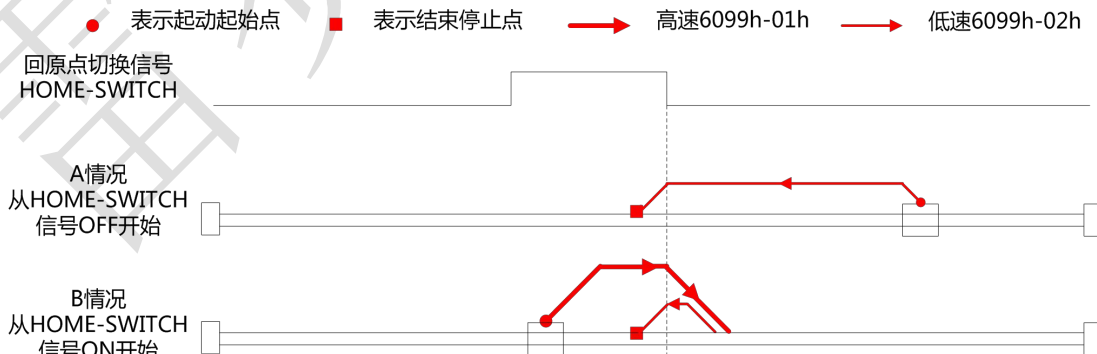 表示起动起始点 表示结束停止点 高速6099h-01h 低速6099h-02h
回原点切换信号
HOME-SWITCH
A情况
从HOME-SWITCH
信号OFF开始
B情况
从HOME-SWITCH
信号ON开始